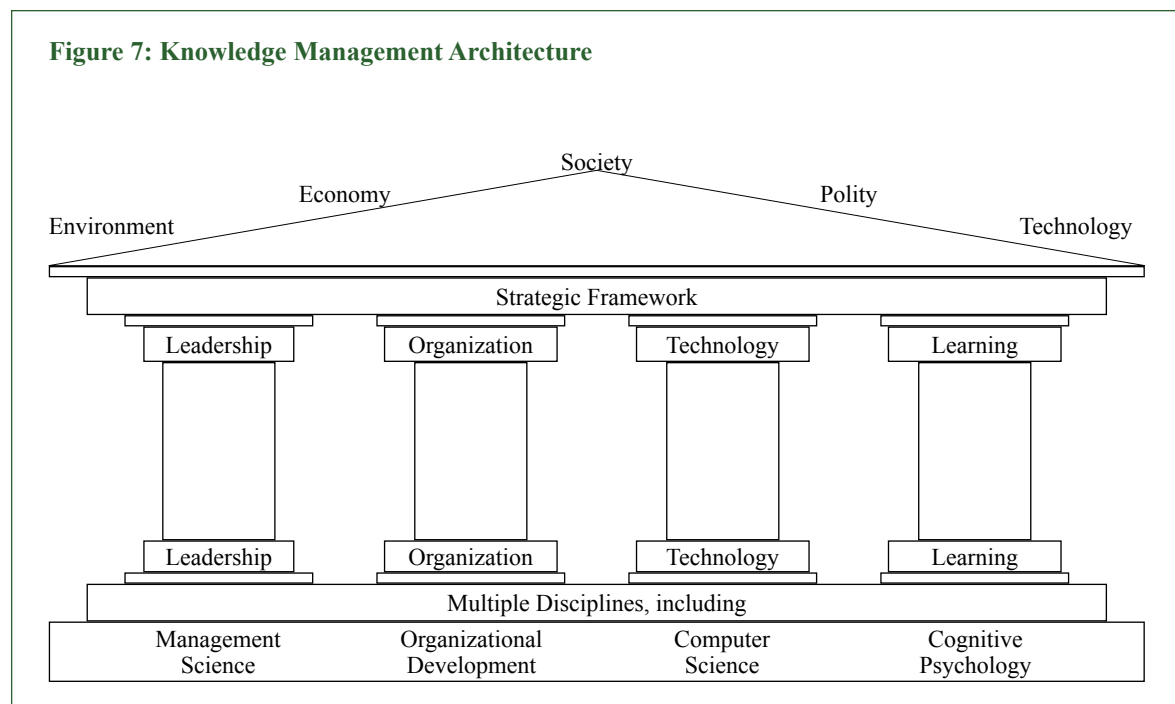 Figure 7: Knowledge Management Architecture
Society
Economy
Polity
Environment
Technology
Strategic Framework
Leadership
Organization
Technology
Learning
Leadership
Organization
Technology
Learning
Multiple Disciplines, including
Management
Science
Organizational
Development
Computer
Science
Cognitive
Psychology